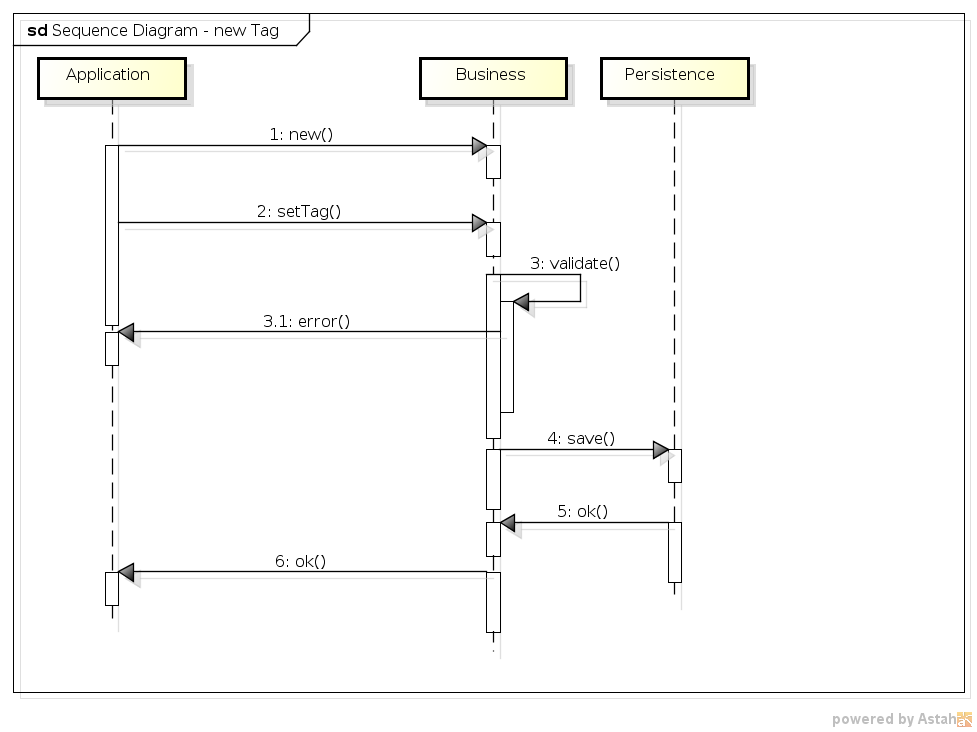 sd Sequence Diagram - new Tag
Application
Business
Persistence
1: new()
2: setTag()
3: validate()
3.1: error()
4: save()
5: ok()
6: ok()
powered by Astah